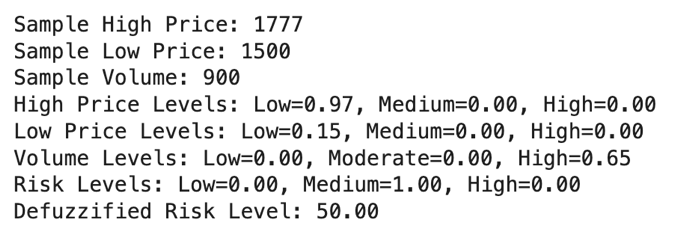 Sample High Price: 1777
Sample Low Price: 1500
Sample Volume: 900
High Price Levels: Low=0.97, Medium=0.00, High=0.00
Low Price Levels: Low=0.15, Medium=0.00, High=0.00
Volume Levels: Low=0.00, Moderate=0.00, High=0.65
Risk Levels: Low=0.00, Medium=1.00, High=0.00
Defuzzified Risk Level: 50.00